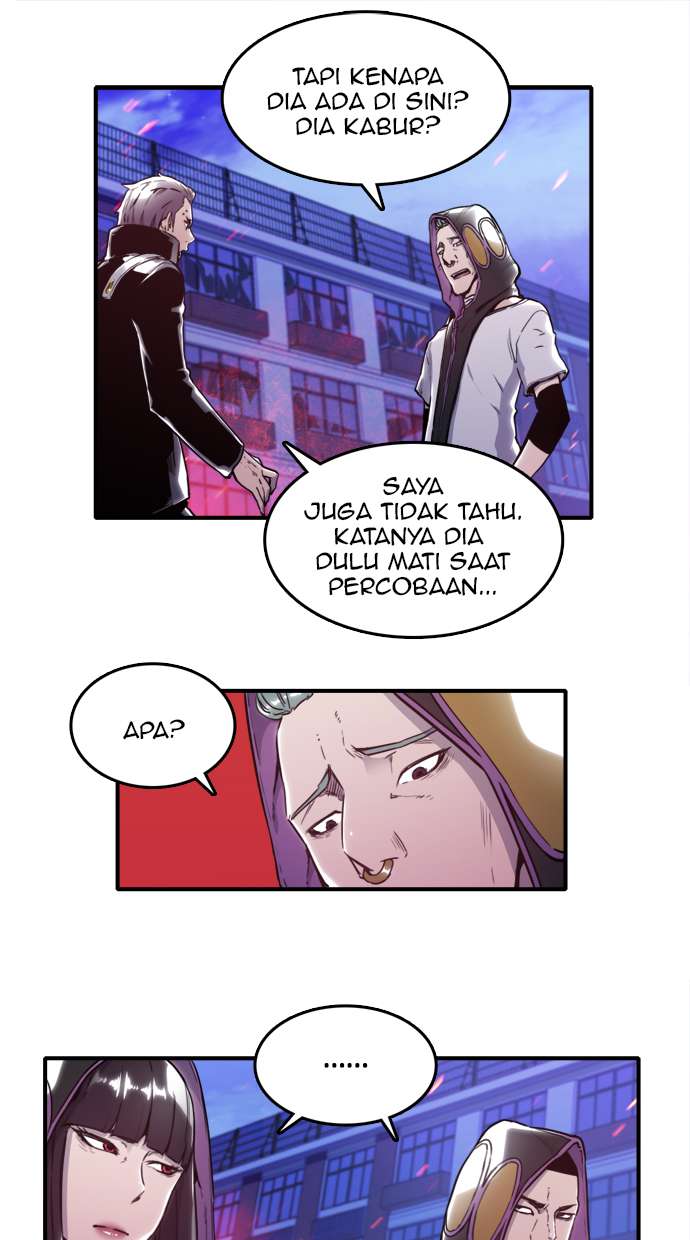 TAPI KENAPA
DIA ADA DI SINI?
DIA KABUR?
SAYA
JUGA TIDAK TAHU.
KATANYA DIA
DULU MATI SAAT
PERCOBAAN...
APA?
......